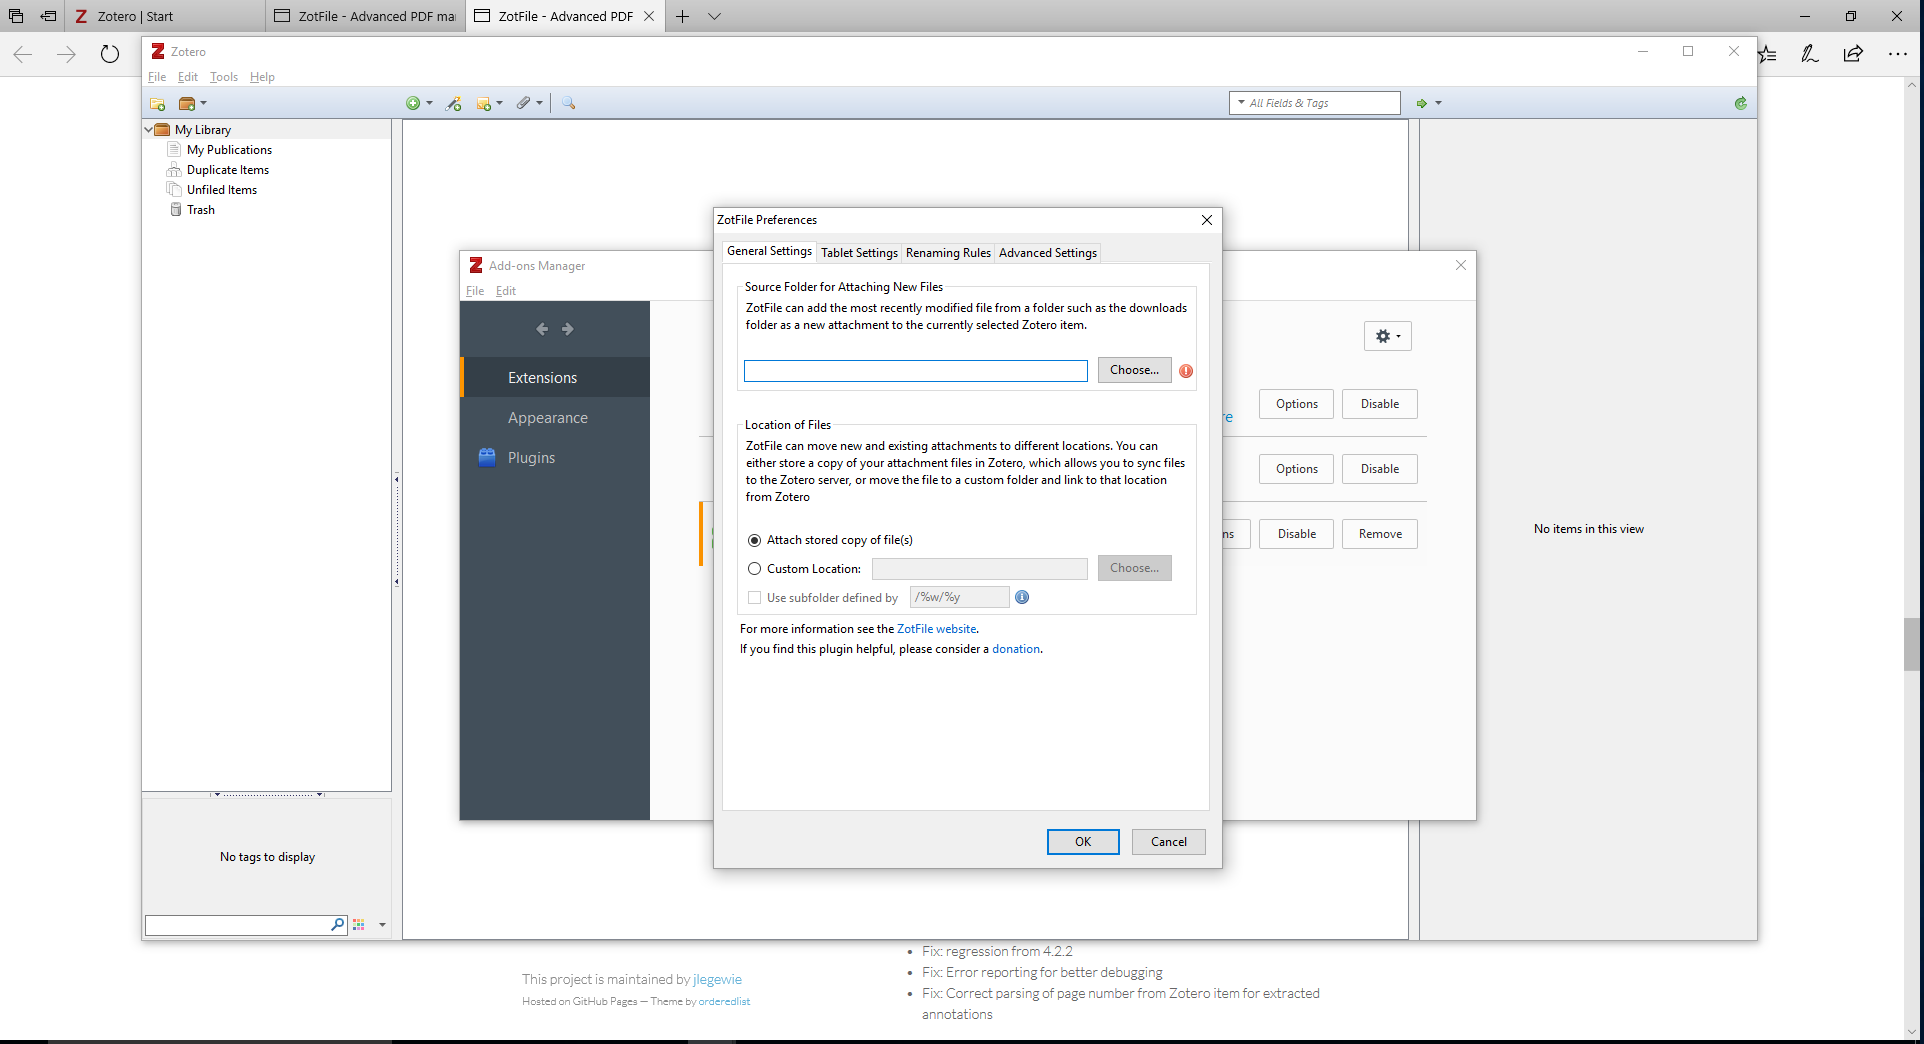 Zotero | Start
ZotFile - Advanced PDF ma
ZotFile - Advanced PDF
Zotero
File Edit Tools Help
All Fields & Tags
My Library
My Publications
Duplicate Items
Unfiled Items
Trash
No tags to display
Add-ons Manager
File Edit
Extensions
Appearance
Plugins
ZotFile Preferences
General Settings Tablet Settings Renaming Rules Advanced Settings
Source Folder for Attaching New Files
ZotFile can add the most recently modified file from a folder such as the downloads
folder as a new attachment to the currently selected Zotero item.
Choose...
Location of Files
ZotFile can move new and existing attachments to different locations. You can
either store a copy of your attachment files in Zotero, which allows you to sync files
to the Zotero server, or move the file to a custom folder and link to that location
from Zotero
Attach stored copy of file(s)
Custom Location:
Choose...
Use subfolder defined by /%w/%y
For more information see the ZotFile website.
If you find this plugin helpful, please consider a donation.
OK Cancel
re
Options Disable
Options Disable
ns Disable Remove
No items in this view
This project is maintained by jlegewie
Hosted on GitHub Pages — Theme by orderedlist
• Fix: regression from 4.2.2
• Fix: Error reporting for better debugging
• Fix: Correct parsing of page number from Zotero item for extracted
annotations